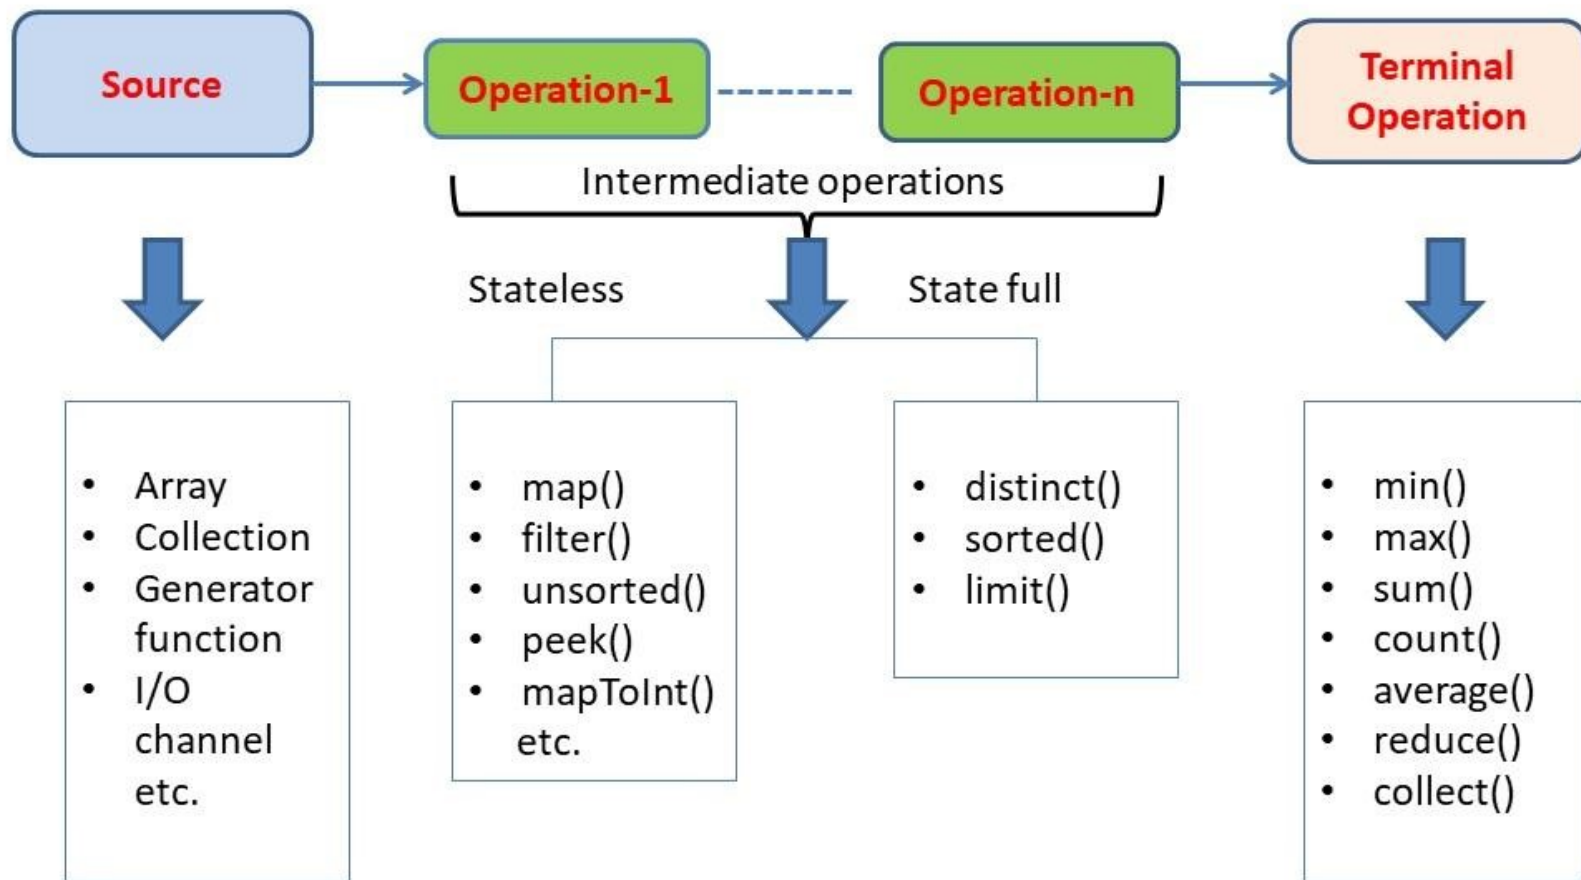 Source
Operation-1
Operation-n
Terminal
Operation
Intermediate operations
Stateless
State full
• Array
• Collection
• Generator
function
• I/O
channel
etc.
• map()
• filter()
• unsorted()
• peek()
• mapToInt()
etc.
• distinct()
• sorted()
• limit()
• min()
• max()
• sum()
• count()
• average()
• reduce()
• collect()